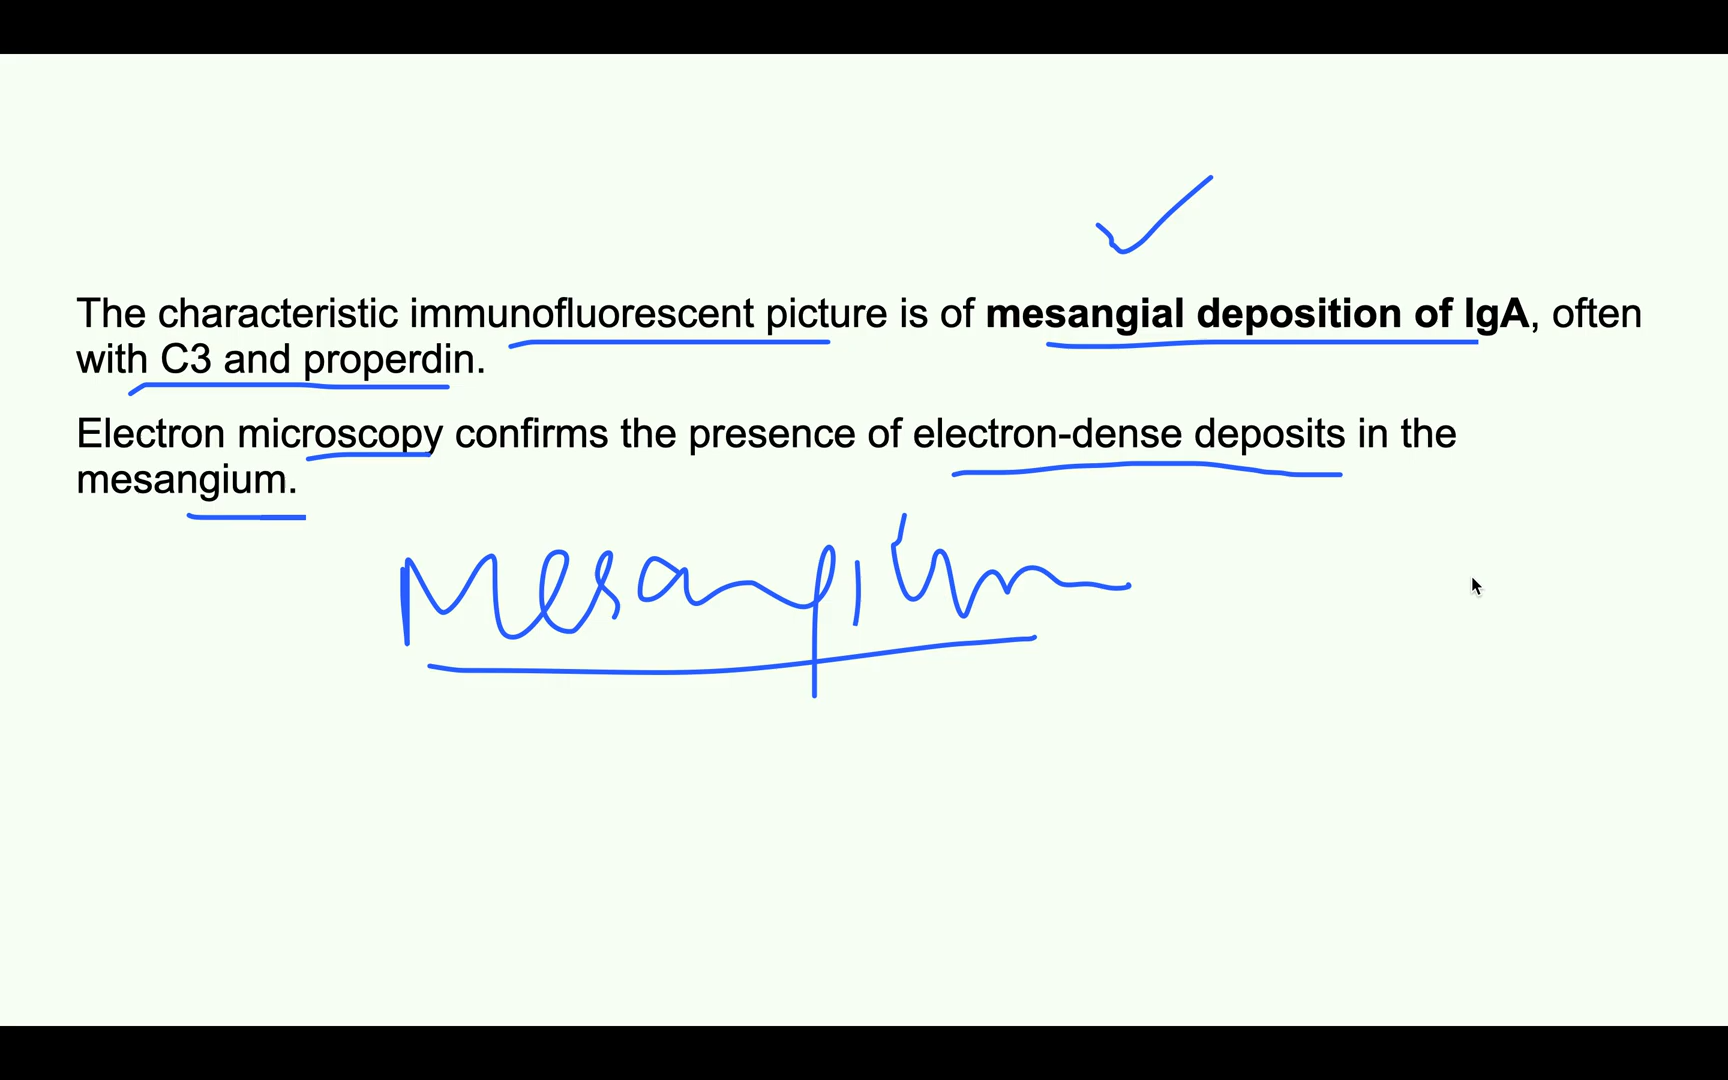 The characteristic immunofluorescent picture is of mesangial deposition of IgA, often
with C3 and properdin.
Electron microscopy confirms the presence of electron-dense deposits in the
mesangium.
Mesangium